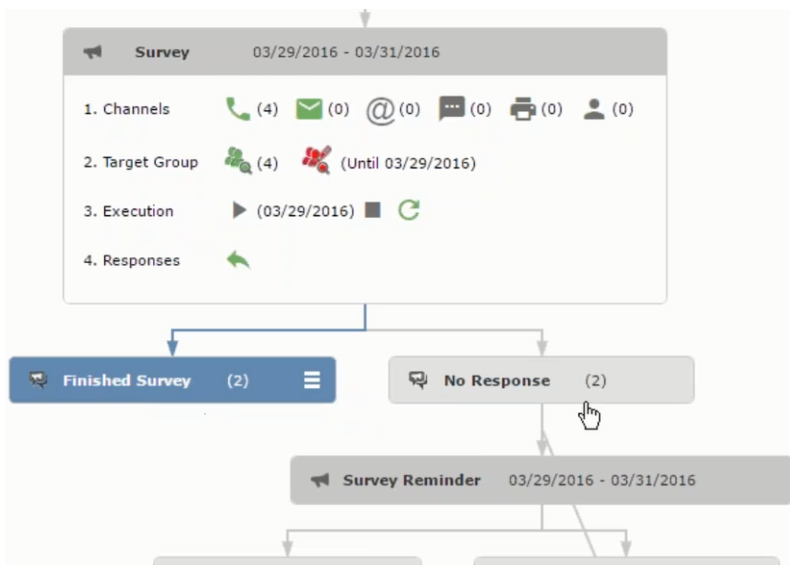 Survey 03/29/2016 - 03/31/2016
1. Channels (4) (0) @ (0) (0) (0) (0)
2. Target Group (4) (Until 03/29/2016)
3. Execution (03/29/2016)
4. Responses
Finished Survey (2) No Response (2)
Survey Reminder 03/29/2016 - 03/31/2016